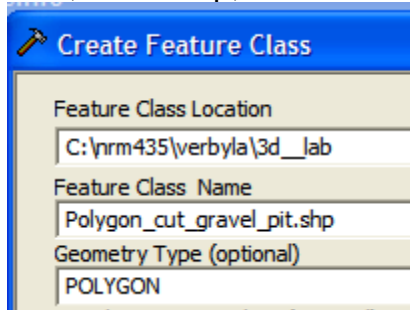 Create Feature Class
Feature Class Location
C:\nrm435\verbyla\3d__lab
Feature Class Name
Polygon_cut_gravel_pit.shp
Geometry Type (optional)
POLYGON